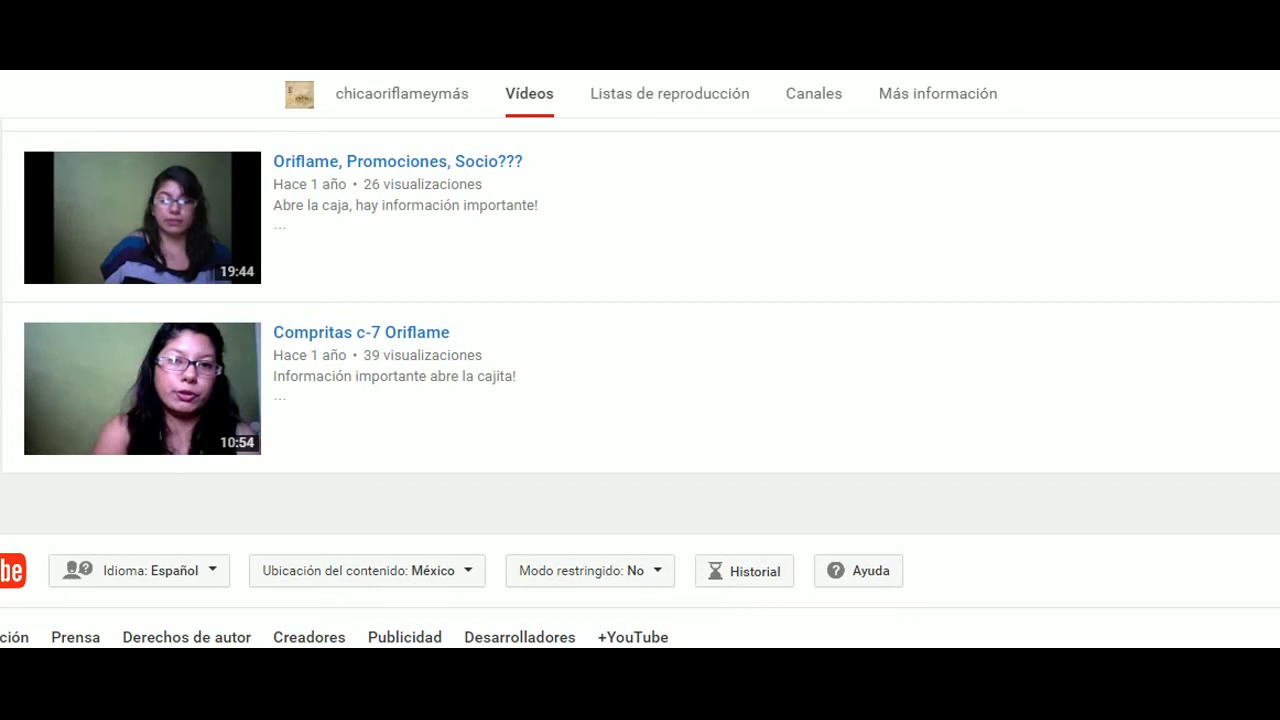 chicaoriflameymás Vídeos Listas de reproducción Canales Más información
Oriflame, Promociones, Socio???
Hace 1 año • 26 visualizaciones
Abre la caja, hay información importante!
...
19:44
Compritas c-7 Oriflame
Hace 1 año • 39 visualizaciones
Información importante abre la cajita!
...
10:54
be Idioma: Español Ubicación del contenido: México Modo restringido: No Historial Ayuda
ción Prensa Derechos de autor Creadores Publicidad Desarrolladores +YouTube